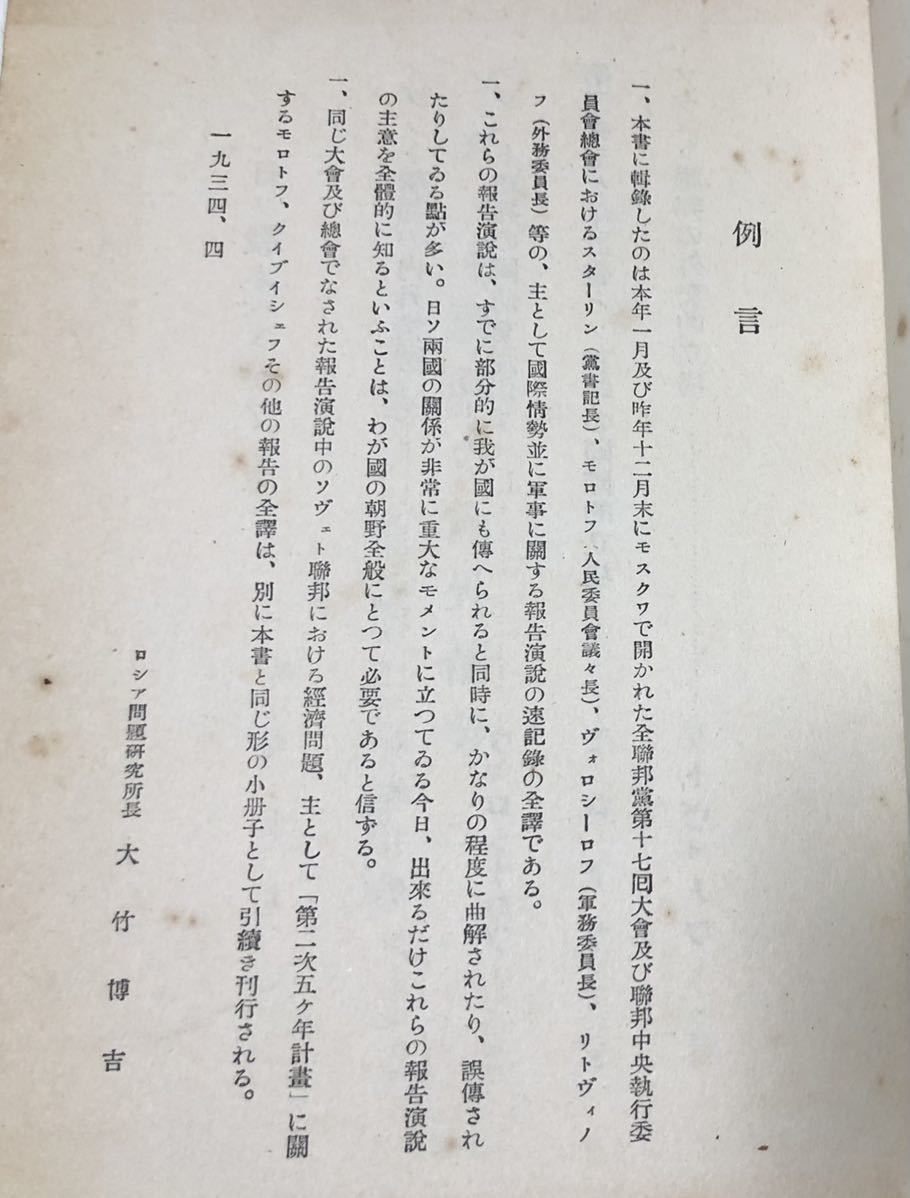 例言
一、本書に輯錄したのは本年一月及び昨年十二月末にモスクワで開かれた全聯邦黨第十七囘大會及び聯邦中央執行委
員會總會におけるスターリン（黨書記長）、モロトフ（人民委員會議々長）、ヴォロシーロフ（軍務委員長）、リトヴィノ
フ（外務委員長）等の、主として國際情勢並に軍事に關する報告演說の速記錄の全譯である。
一、これらの報告演說は、すでに部分的に我が國にも傳へられると同時に、かなりの程度に曲解されたり、誤傳され
たりしてゐる點が多い。日ソ兩國の關係が非常に重大なモメントに立つてゐる今日、出來るだけこれらの報告演說
の主意を全體的に知るといふことは、わが國の朝野全般にとつて必要であると信ずる。
一、同じ大會及び總會でなされた報告演說中のソヴェト聯邦における經濟問題、主として「第二次五ケ年計畫」に關
するモロトフ、クイブイシェフその他の報告の全譯は、別に本書と同じ形の小册子として引續き刊行される。
一九三四、四
ロシア問題硏究所長 大竹博吉